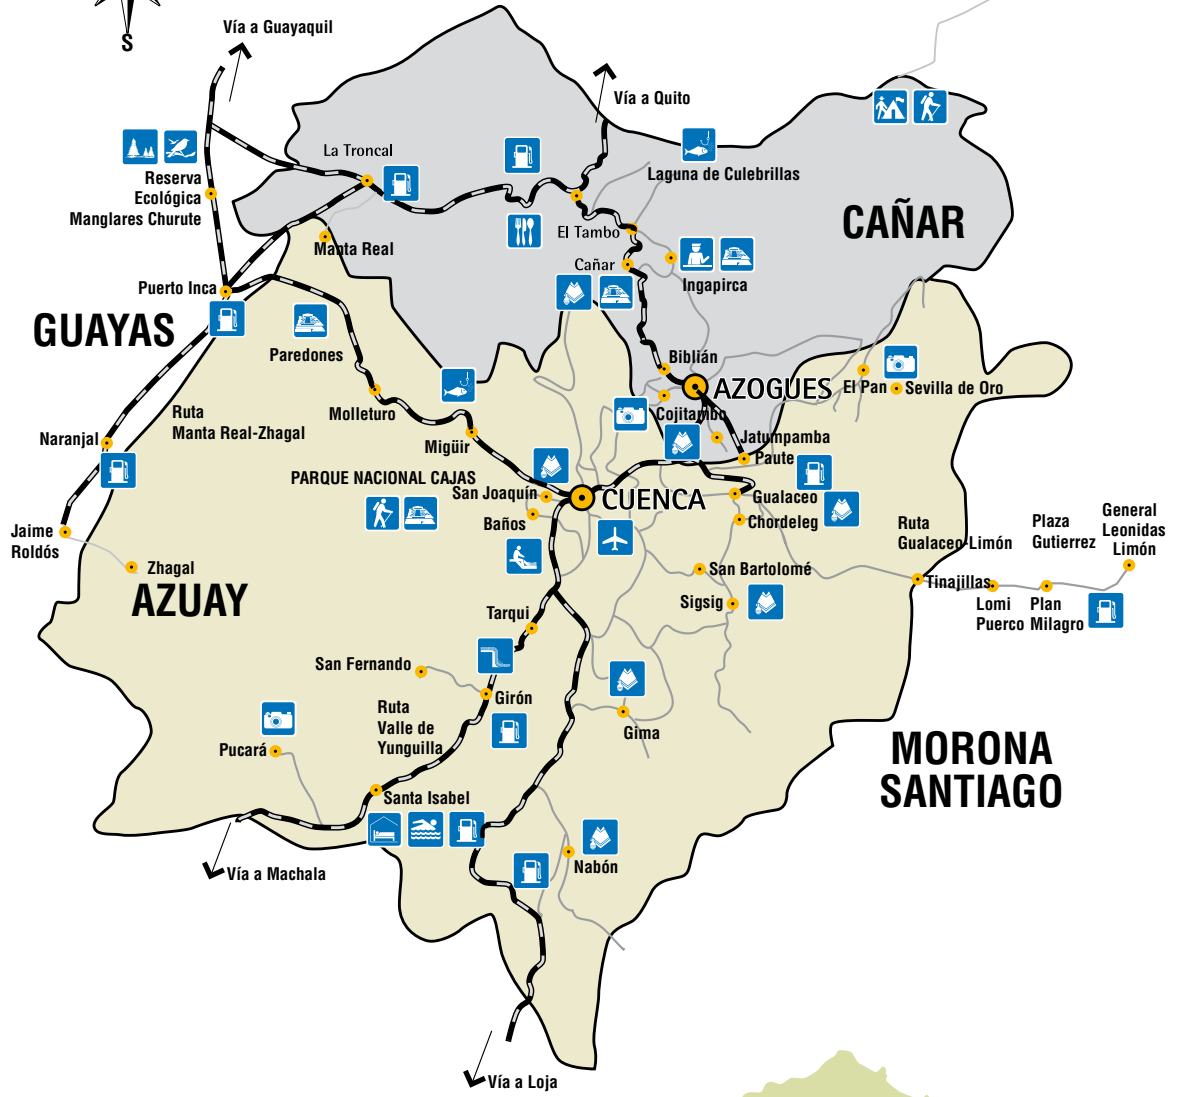 S
Vía a Guayaquil
Vía a Quito
La Troncal
Laguna de Culebrillas
Reserva
Ecológica
Manglares Churute
CAÑAR
Manta Real
El Tambo
Cañar
Ingapirca
Puerto Inca
GUAYAS
Paredones
Biblián
AZOGUES
El Pan
Sevilla de Oro
Molleturo
Cojitambo
Ruta
Manta Real-Zhagal
Naranjal
Migüir
Jatumpamba
Paute
PARQUE NACIONAL CAJAS
San Joaquín
CUENCA
Gualaceo
Baños
Chordeleg
Jaime
Roldós
Ruta
Gualaceo-Limón
Plaza
Gutierrez
General
Leonidas
Limón
Zhagal
AZUAY
San Bartolomé
Tinajillas
Sigsig
Lomi
Puerco
Plan
Milagro
Tarqui
San Fernando
Girón
Ruta
Valle de
Yunguilla
Gima
Pucará
MORONA
SANTIAGO
Santa Isabel
Nabón
Vía a Machala
Vía a Loja